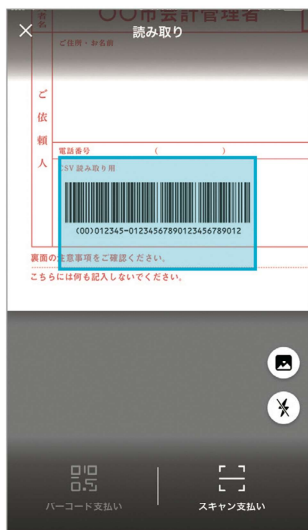 〇〇市会計管理者
読み取り
ご住所・お名前
ご依頼人
電話番号 ( )
CSV 読み取り用
(00)012345-01234567890123456789012
裏面の注意事項をご確認ください。
こちらには何も記入しないでください。
バーコード支払い
スキャン支払い